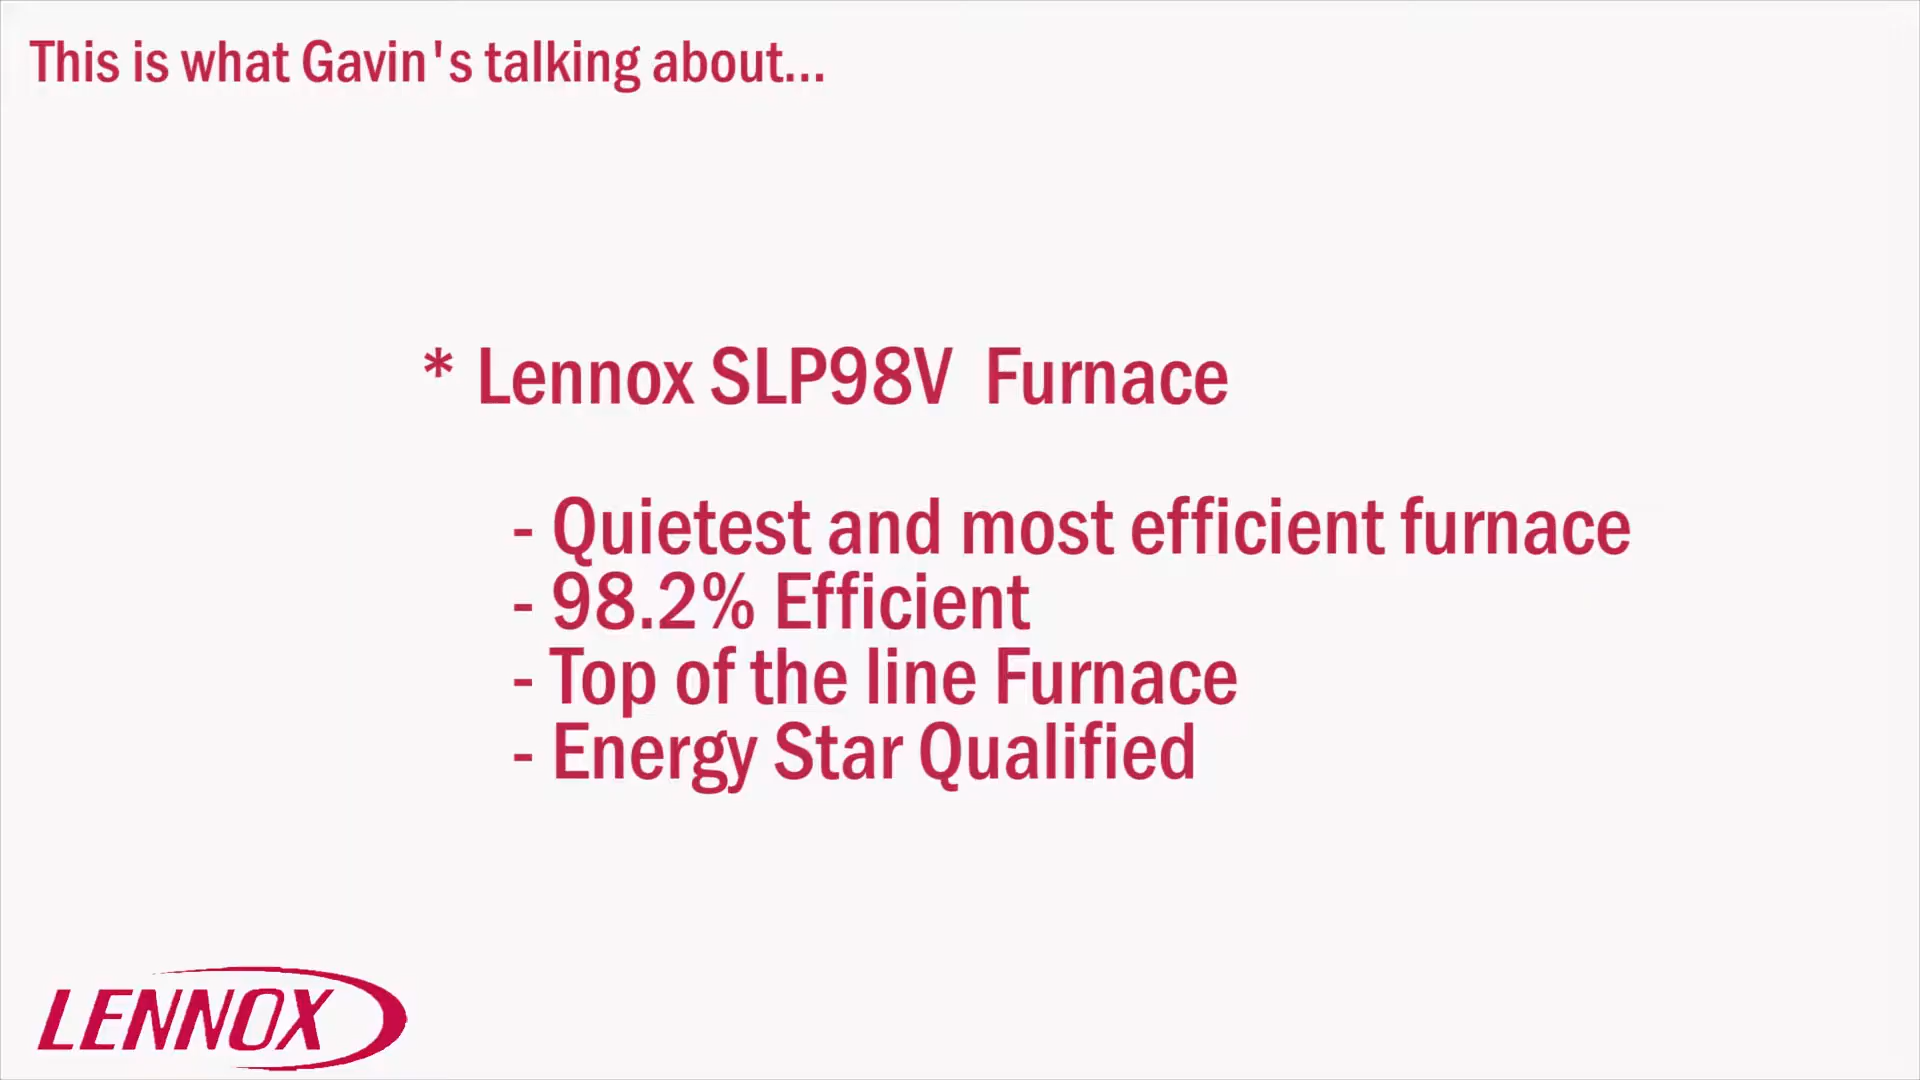 This is what Gavin's talking about...
* Lennox SLP98V  Furnace
- Quietest and most efficient furnace
- 98.2% Efficient
- Top of the line Furnace
- Energy Star Qualified
LENNOX